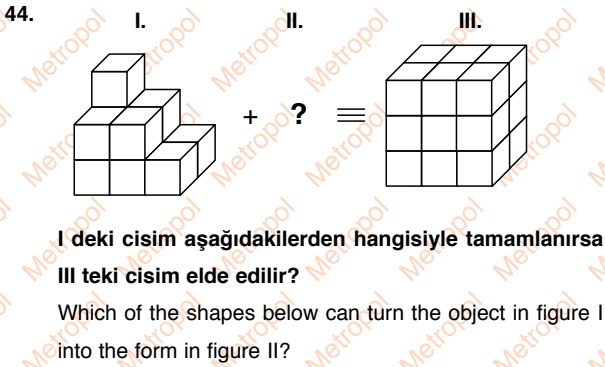 44.
I. II. III.
+ ? ≡
I deki cisim aşağıdakilerden hangisiyle tamamlanırsa
III teki cisim elde edilir?
Which of the shapes below can turn the object in figure I
into the form in figure II?
Metropol